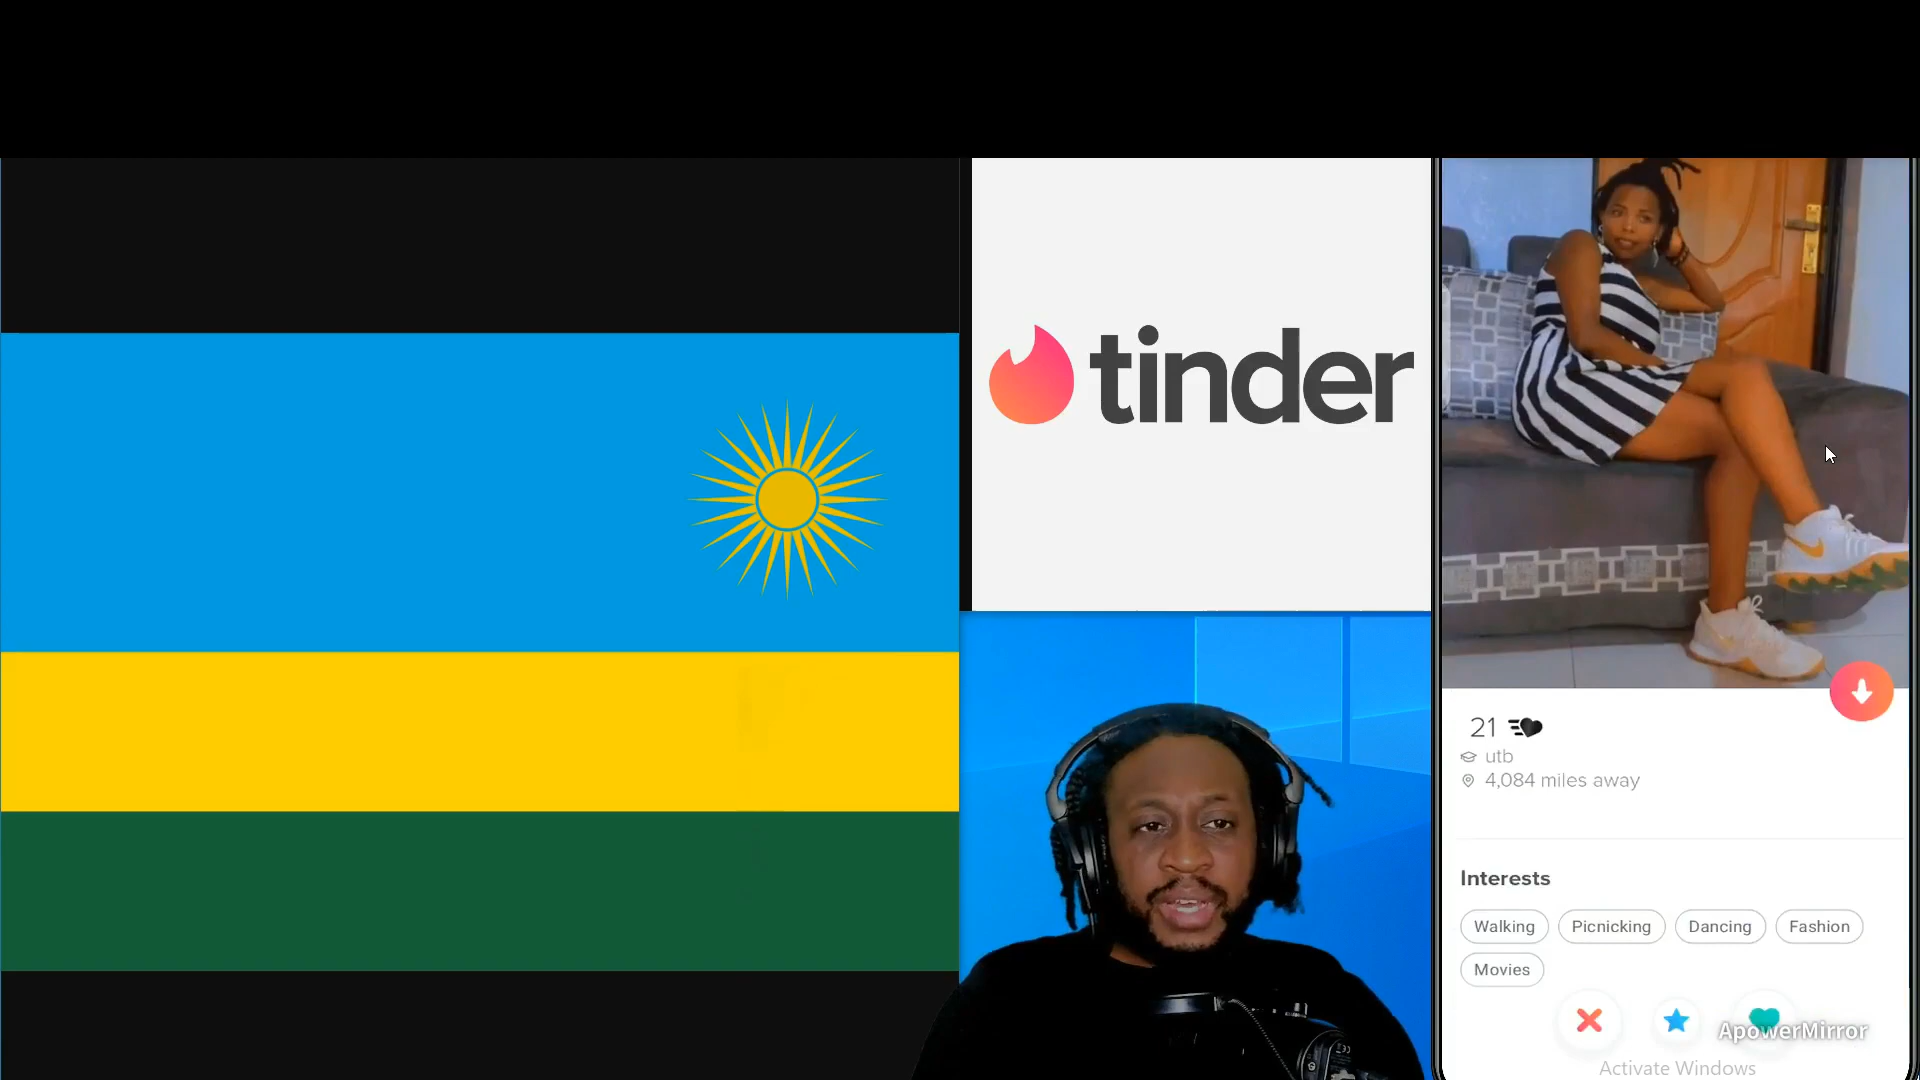 tinder
21
utb
4,084 miles away
Interests
Walking
Picnicking
Dancing
Fashion
Movies
ApowerMirror
Activate Windows